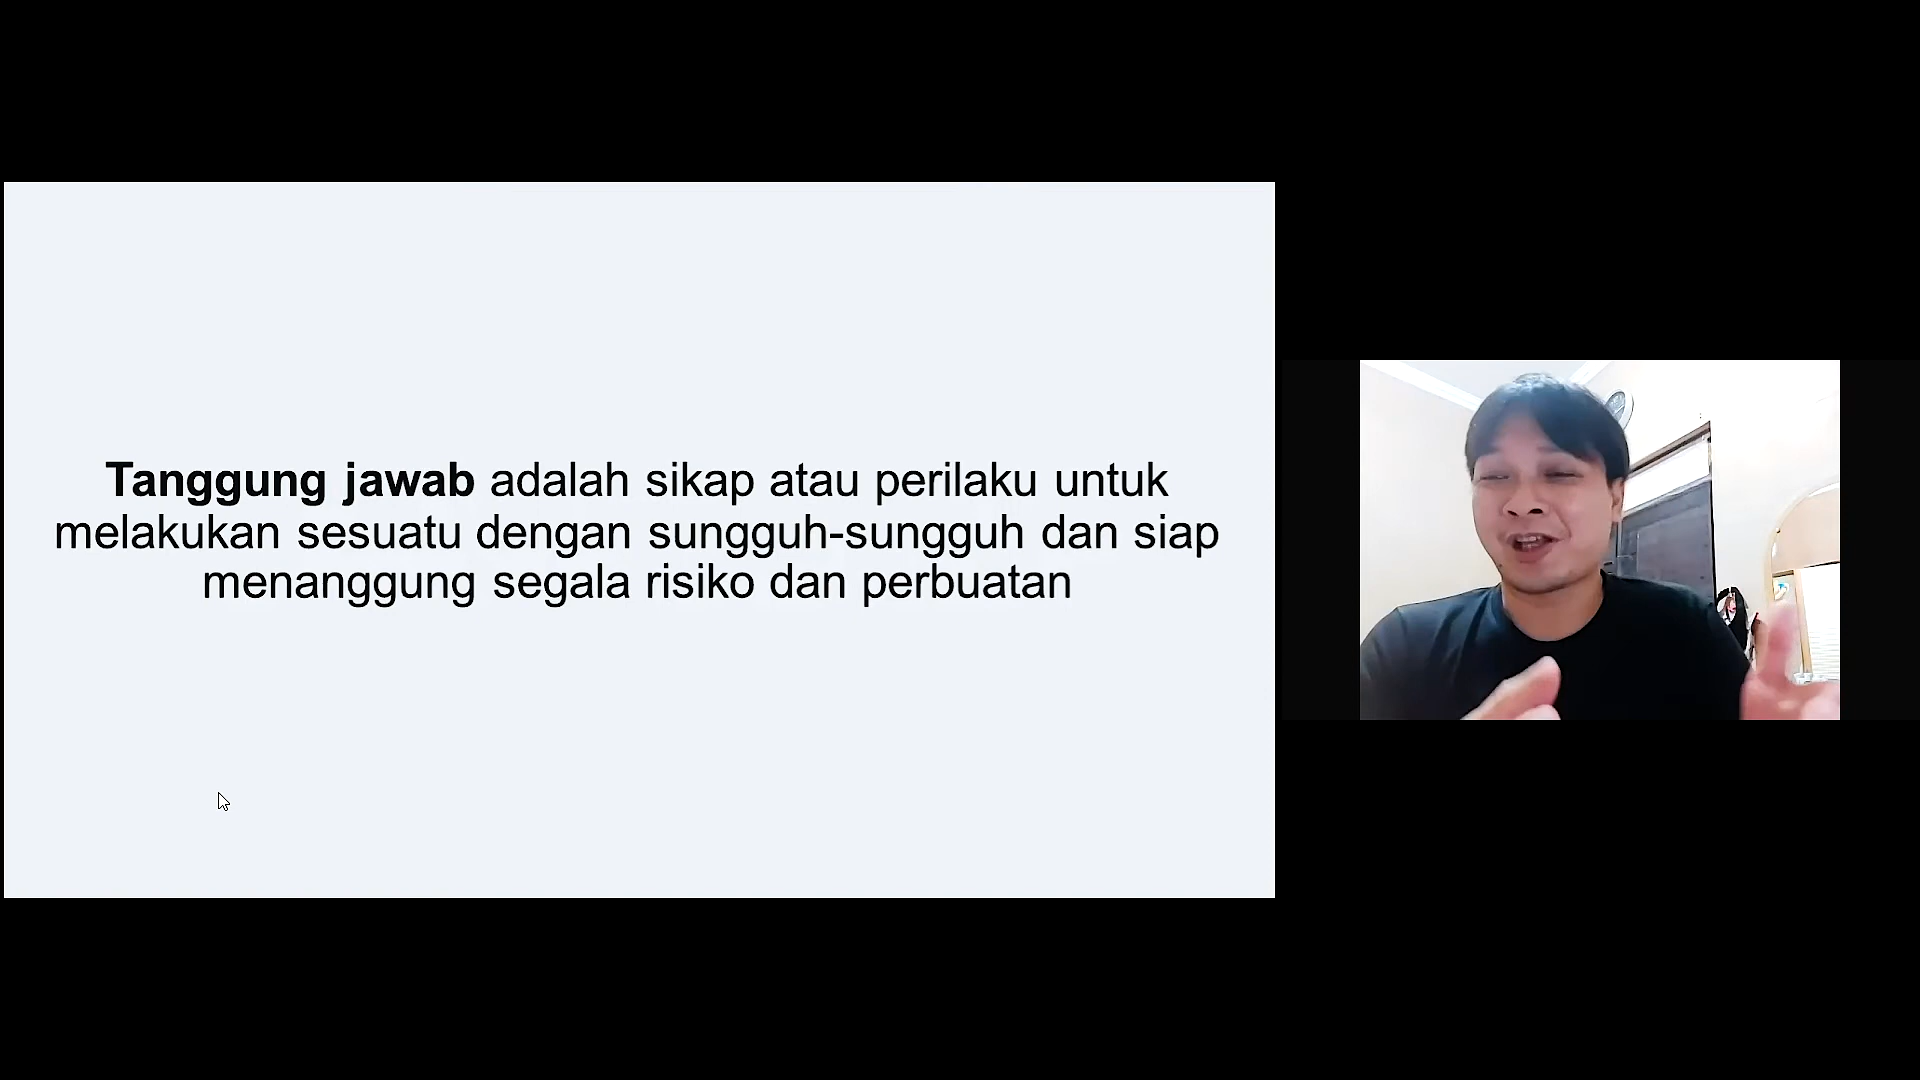 Tanggung jawab adalah sikap atau perilaku untuk
melakukan sesuatu dengan sungguh-sungguh dan siap
menanggung segala risiko dan perbuatan